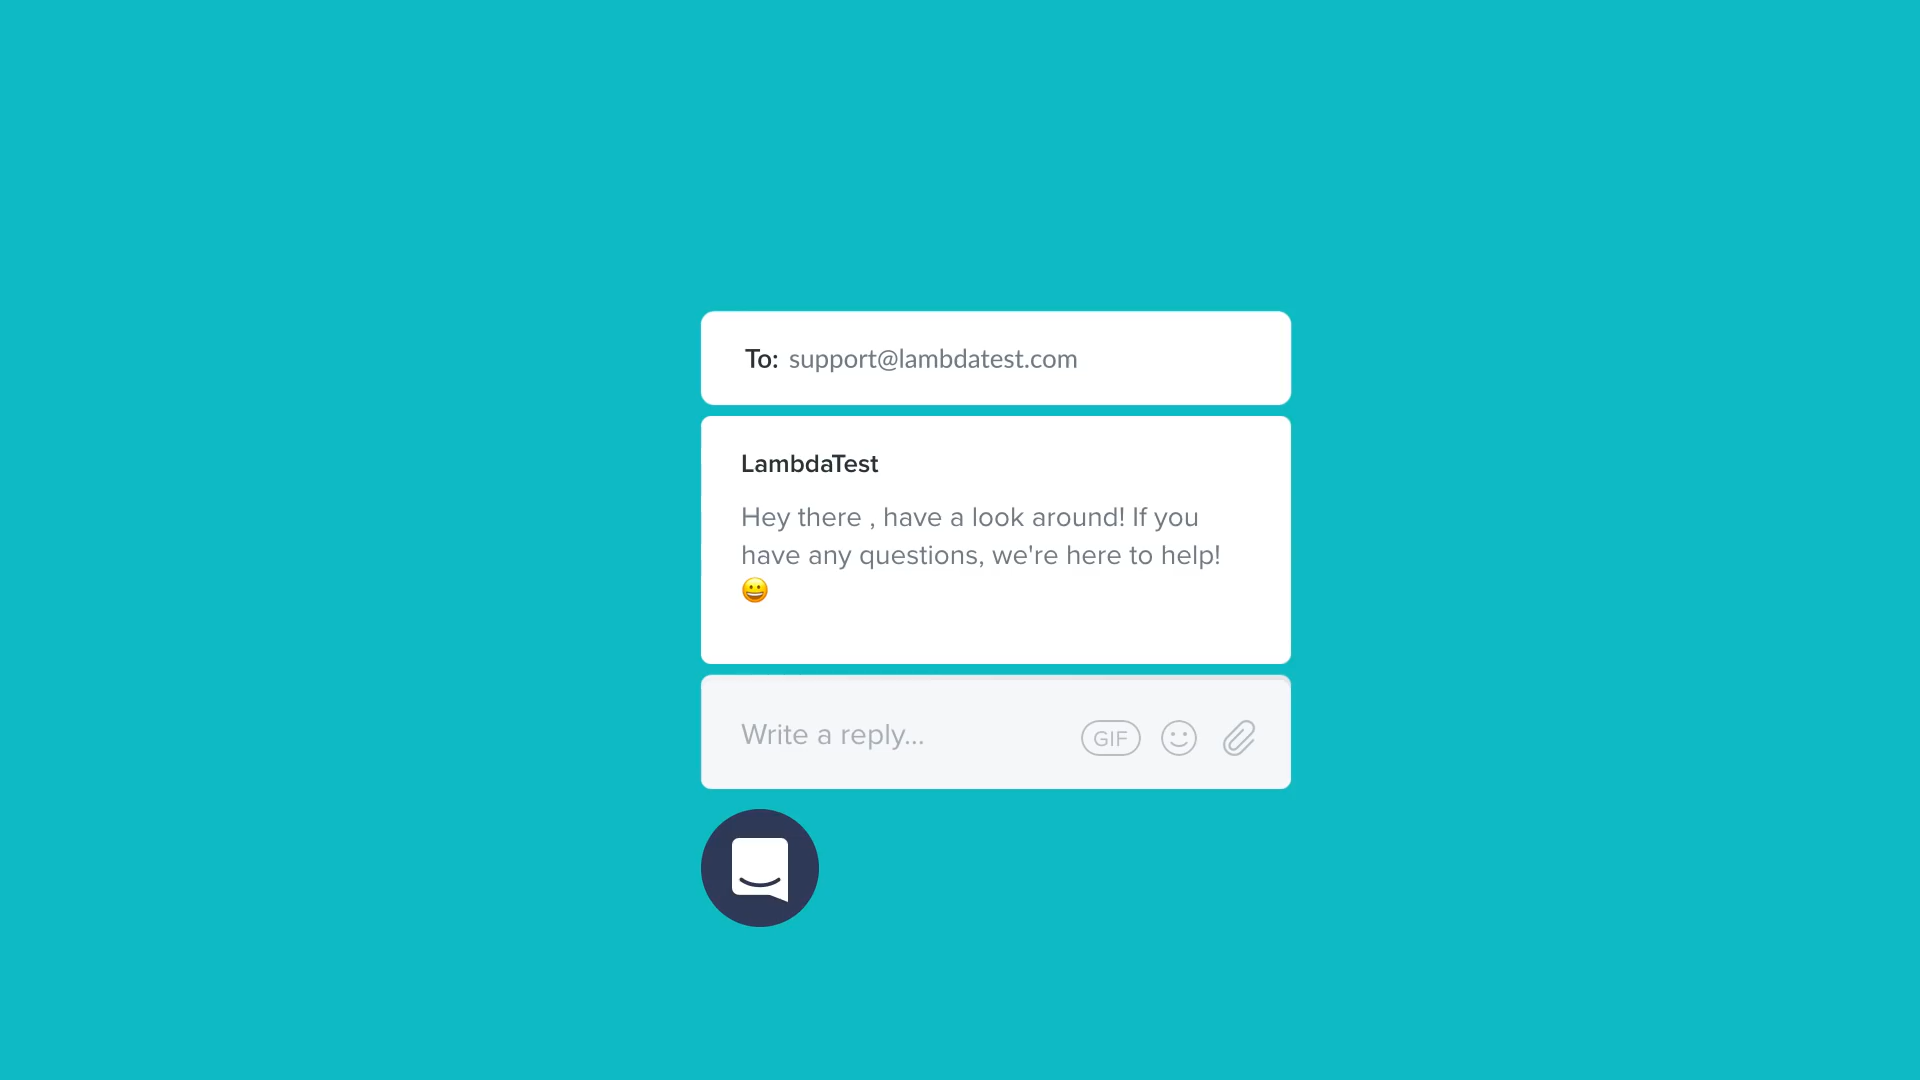 To: support@lambdatest.com
LambdaTest
Hey there , have a look around! If you
have any questions, we're here to help!
😀
Write a reply...
GIF